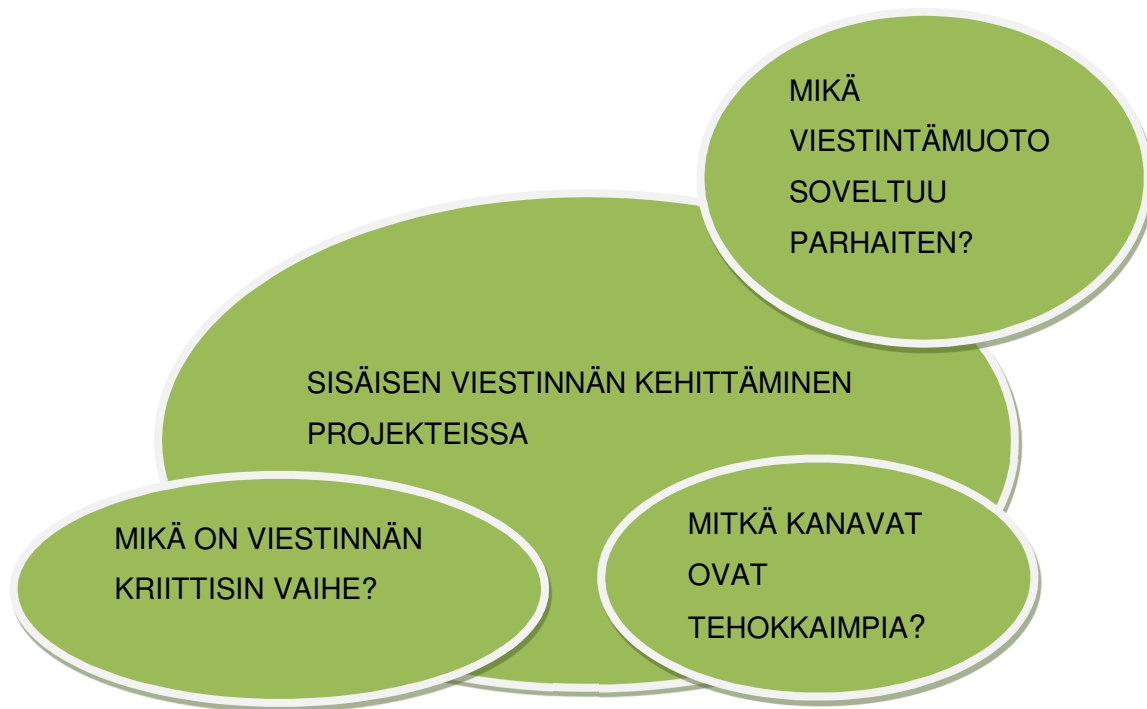 MIKÄ
VIESTINTÄMUOTO
SOVELTUU
PARHAITEN?
SISÄISEN VIESTINNÄN KEHITTÄMINEN
PROJEKTEISSA
MIKÄ ON VIESTINNÄN
KRIITTISIN VAIHE?
MITKÄ KANAVAT
OVAT
TEHOKKAIMPIA?